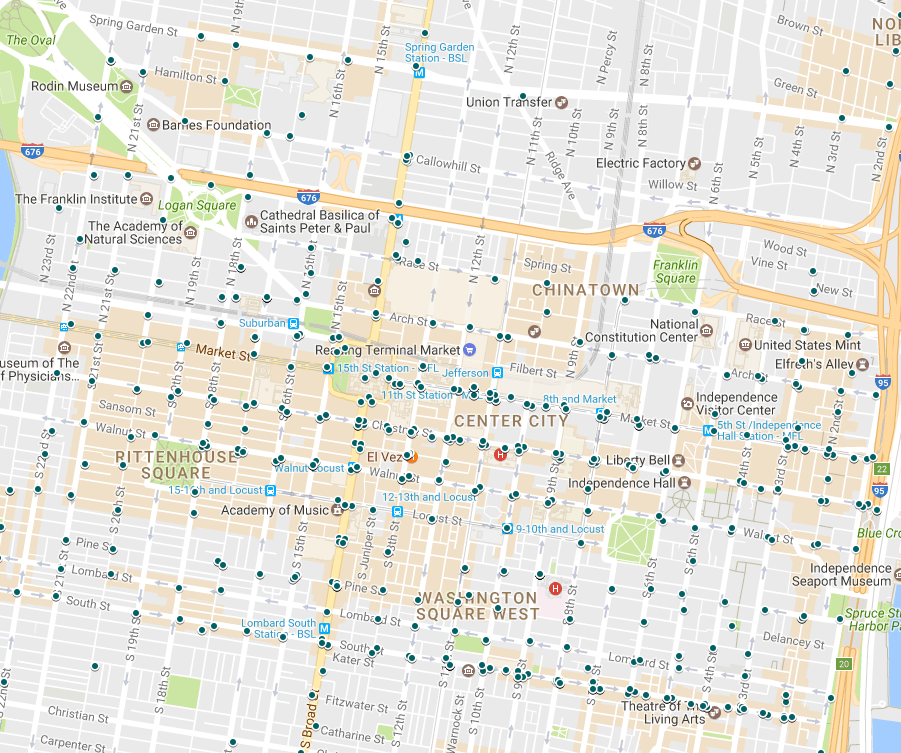 Spring Garden St
N 19th St
N 15th St
N 12th St
N Percy St
N 8th St
Brown St
NO
LIB
The Oval
Spring Garden
Station - BSL
Green St
Hamilton St
Rodin Museum
N 16th St
Union Transfer
N 11th St
N 10th St
N 9th St
N 8th St
N 5th St
N 4th St
N 3rd St
N 2nd St
N 21st St
Barnes Foundation
Callowhill St
Ridge Ave
Electric Factory
676
Willow St
N 6th St
The Franklin Institute
676
Logan Square
Cathedral Basilica of
Saints Peter & Paul
The Academy of
Natural Sciences
676
Wood St
Vine St
N 23rd St
N 22nd St
N 21st St
N 19th St
N 18th St
N 16th St
N 15th St
Race St
N 12th St
Spring St
CHINATOWN
Franklin
Square
New St
Suburban
Arch St
National
Constitution Center
Race St
United States Mint
Market St
Reading Terminal Market
N 9th St
Elfreth's Alley
useum of The
f Physicians...
15th St Station - MFL
Jefferson
Filbert St
Arch St
95
11th St Station - MFL
8th and Market
Independence
Visitor Center
Sansom St
Walnut St
Chestnut St
CENTER CITY
Market St
5th St /Independence
Hall Station - MFL
N 2nd St
RITTENHOUSE
SQUARE
El Vez
Walnut Locust
Walnut St
Liberty Bell
Independence Hall
22
95
S 22nd St
15-16th and Locust
12-13th and Locust
Academy of Music
Locust St
9-10th and Locust
Walnut St
Blue Cro
Pine St
S 20th St
S 15th St
S Juniper St
S 13th St
S 9th St
S 4th St
S 3rd St
S 6th St
S 5th St
Independence
Seaport Museum
Lombard St
South St
S 21st St
S 19th St
Pine St
WASHINGTON
SQUARE WEST
S 8th St
Spruce Str
Harbor Pa
Lombard South
Station - BSL
Lombard St
South St
Kater St
Delancey St
Lombard St
20
S 22nd St
S 18th St
S Broad St
Fitzwater St
S 12th St
Warnock St
S 10th St
S 9th St
S 4th St
Theatre of The
Living Arts
Christian St
Catharine St
Carpenter St